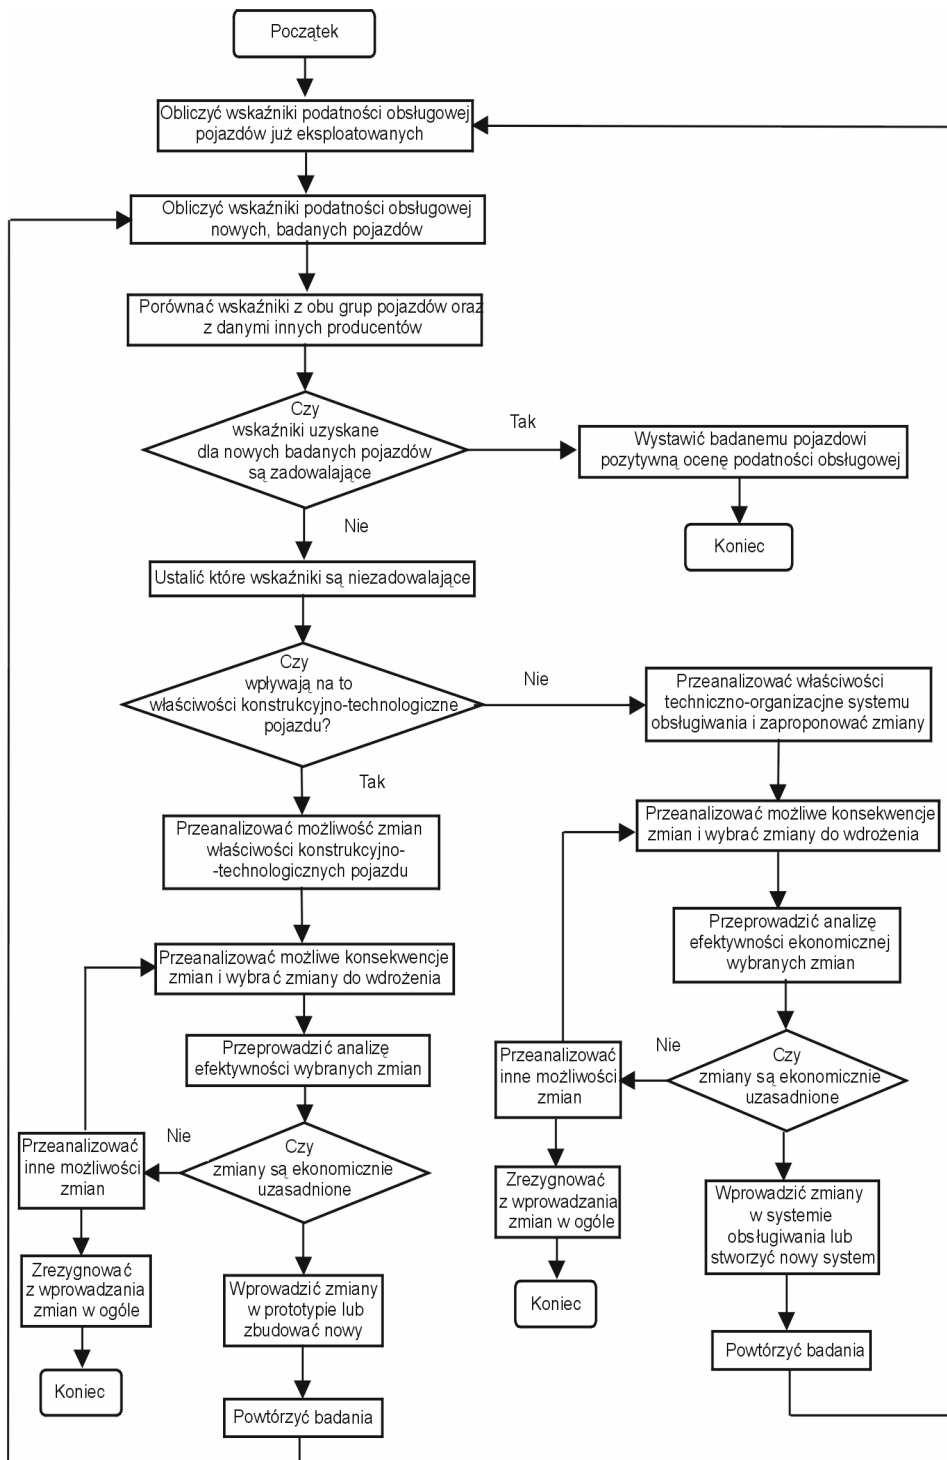 Początek
Obliczyć wskaźniki podatności obsługowej
pojazdów już eksploatowanych
Obliczyć wskaźniki podatności obsługowej
nowych, badanych pojazdów
Porównać wskaźniki z obu grup pojazdów oraz
z danymi innych producentów
Czy
wskaźniki uzyskane
dla nowych badanych pojazdów
są zadowalające
Tak
Wystawić badanemu pojazdowi
pozytywną ocenę podatności obsługowej
Koniec
Nie
Ustalić które wskaźniki są niezadowalające
Czy
wpływają na to
właściwości konstrukcyjno-technologiczne
pojazdu?
Nie
Przeanalizować właściwości
techniczno-organizacjne systemu
obsługiwania i zaproponować zmiany
Przeanalizować możliwe konsekwencje
zmian i wybrać zmiany do wdrożenia
Przeprowadzić analizę
efektywności ekonomicznej
wybranych zmian
Czy
zmiany są ekonomicznie
uzasadnione
Nie
Przeanalizować
inne możliwości
zmian
Zrezygnować
z wprowadzania
zmian w ogóle
Koniec
Wprowadzić zmiany
w systemie
obsługiwania lub
stworzyć nowy system
Powtórzyć badania
Tak
Przeanalizować możliwość zmian
właściwości konstrukcyjno-
-technologicznych pojazdu
Przeanalizować możliwe konsekwencje
zmian i wybrać zmiany do wdrożenia
Przeprowadzić analizę
efektywności wybranych zmian
Czy
zmiany są ekonomicznie
uzasadnione
Nie
Przeanalizować
inne możliwości
zmian
Zrezygnować
z wprowadzania
zmian w ogóle
Koniec
Wprowadzić zmiany
w prototypie lub
zbudować nowy
Powtórzyć badania